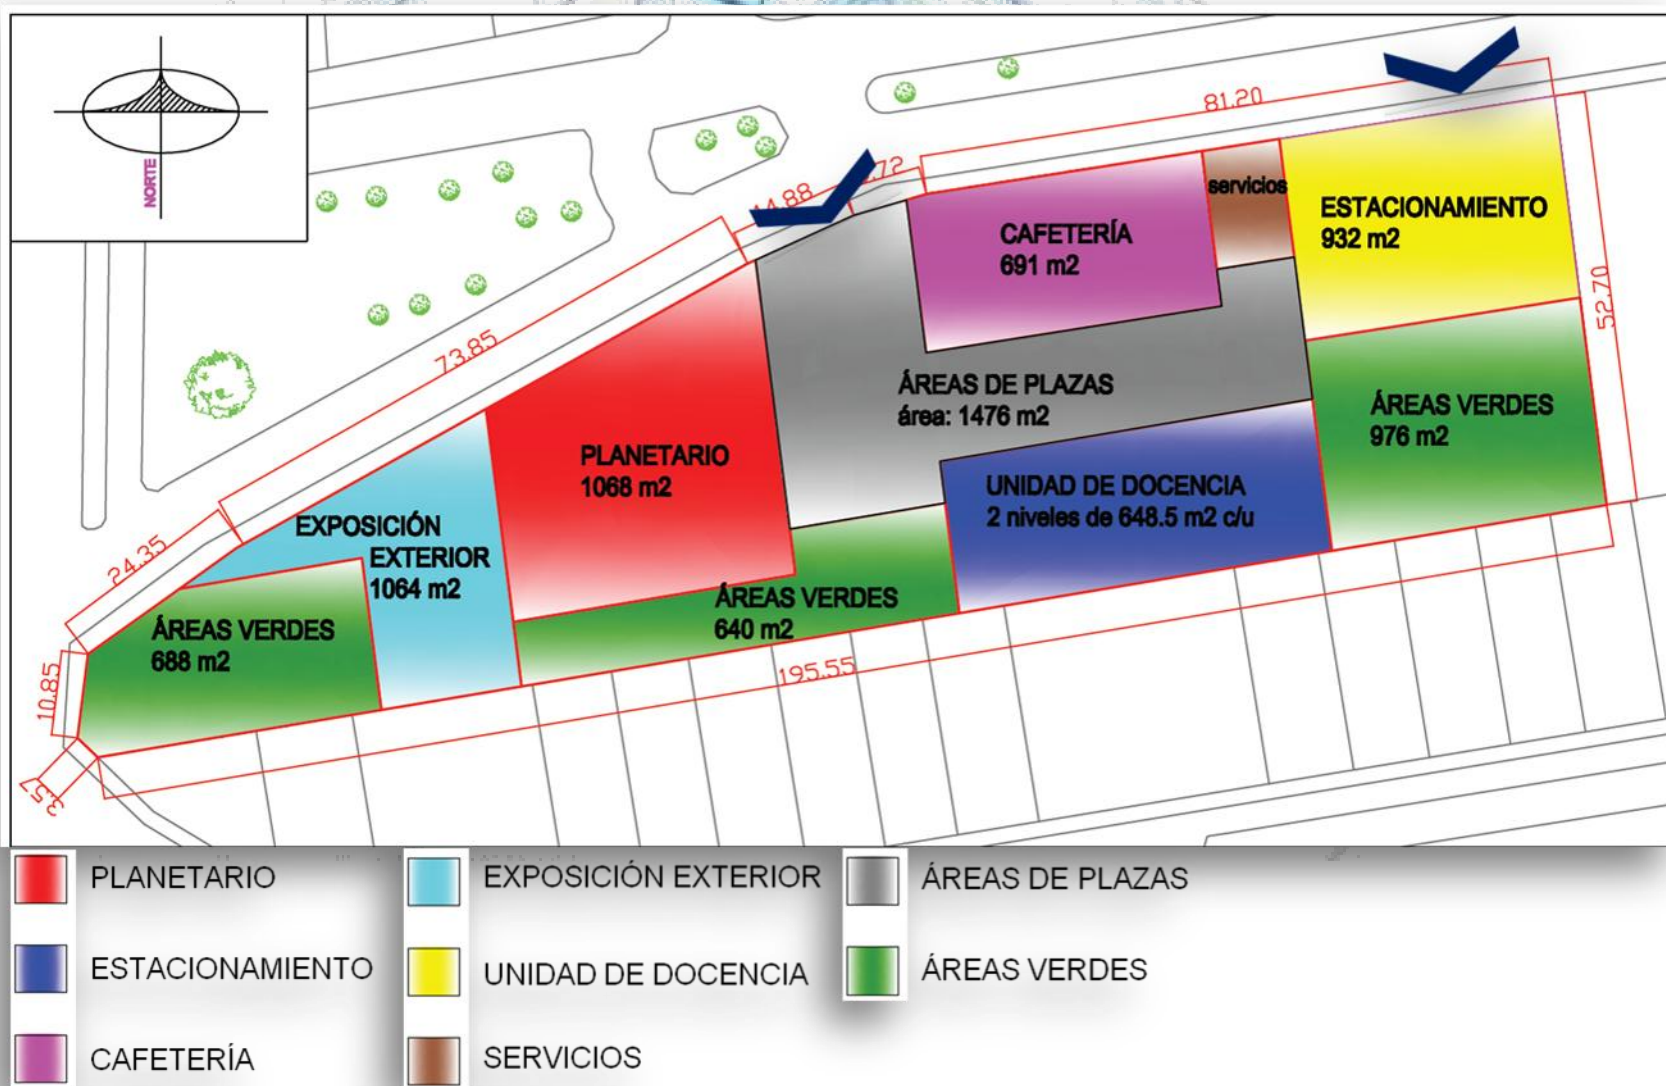 NORTE
81.20
14.88
servicios
ESTACIONAMIENTO
932 m2
CAFETERÍA
691 m2
52.70
73.85
ÁREAS DE PLAZAS
área: 1476 m2
ÁREAS VERDES
976 m2
PLANETARIO
1068 m2
UNIDAD DE DOCENCIA
2 niveles de 648.5 m2 c/u
EXPOSICIÓN
EXTERIOR
1064 m2
24.35
ÁREAS VERDES
688 m2
ÁREAS VERDES
640 m2
195.55
10.85
3.57
PLANETARIO
EXPOSICIÓN EXTERIOR
ÁREAS DE PLAZAS
ESTACIONAMIENTO
UNIDAD DE DOCENCIA
ÁREAS VERDES
CAFETERÍA
SERVICIOS